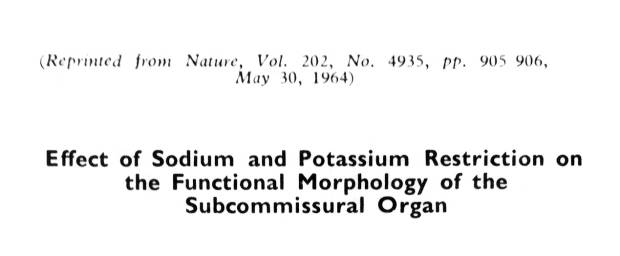 (Reprinted from Nature, Vol. 202, No. 4935, pp. 905 906,
May 30, 1964)
Effect of Sodium and Potassium Restriction on
the Functional Morphology of the
Subcommissural Organ